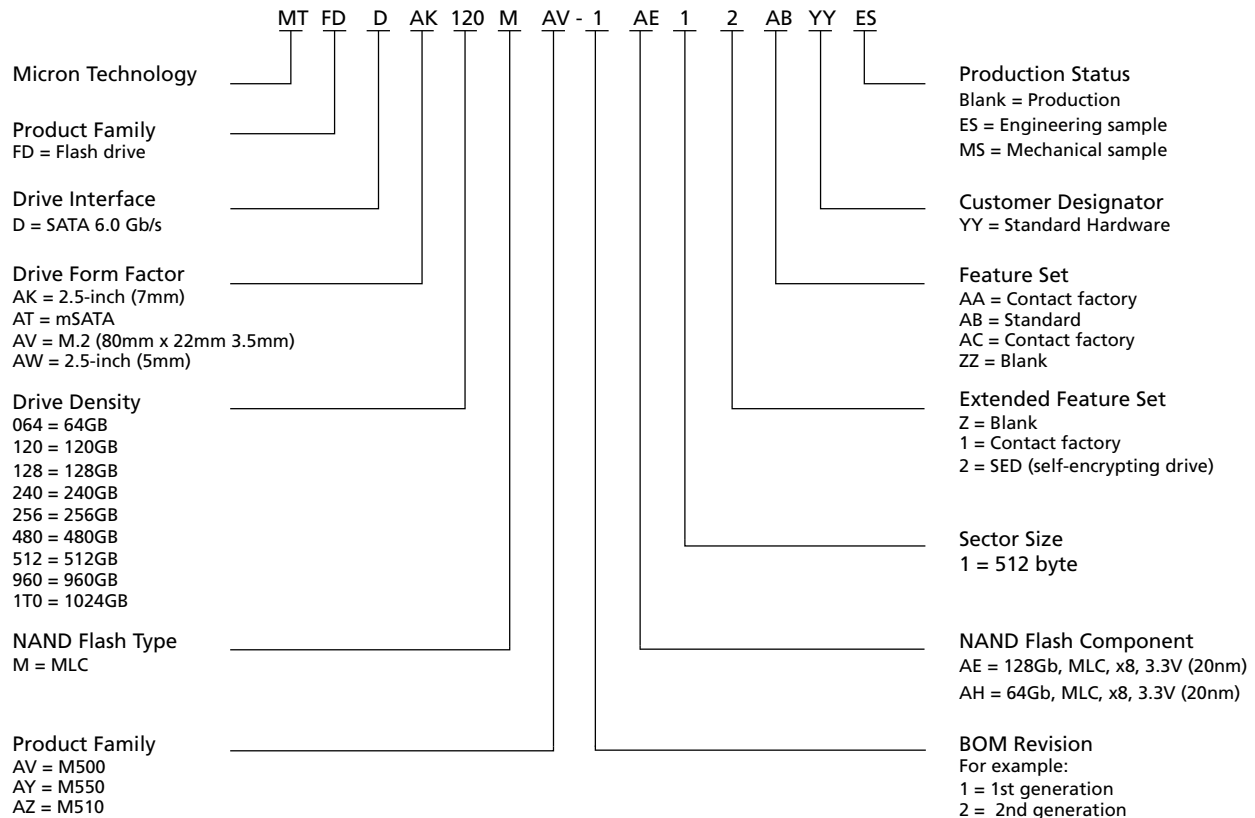 MT FD D AK 120 M AV - 1 AE 1 2 AB YY ES
Micron Technology
Product Family
FD = Flash drive
Drive Interface
D = SATA 6.0 Gb/s
Drive Form Factor
AK = 2.5-inch (7mm)
AT = mSATA
AV = M.2 (80mm x 22mm 3.5mm)
AW = 2.5-inch (5mm)
Drive Density
064 = 64GB
120 = 120GB
128 = 128GB
240 = 240GB
256 = 256GB
480 = 480GB
512 = 512GB
960 = 960GB
1T0 = 1024GB
NAND Flash Type
M = MLC
Product Family
AV = M500
AY = M550
AZ = M510
Production Status
Blank = Production
ES = Engineering sample
MS = Mechanical sample
Customer Designator
YY = Standard Hardware
Feature Set
AA = Contact factory
AB = Standard
AC = Contact factory
ZZ = Blank
Extended Feature Set
Z = Blank
1 = Contact factory
2 = SED (self-encrypting drive)
Sector Size
1 = 512 byte
NAND Flash Component
AE = 128Gb, MLC, x8, 3.3V (20nm)
AH = 64Gb, MLC, x8, 3.3V (20nm)
BOM Revision
For example:
1 = 1st generation
2 = 2nd generation